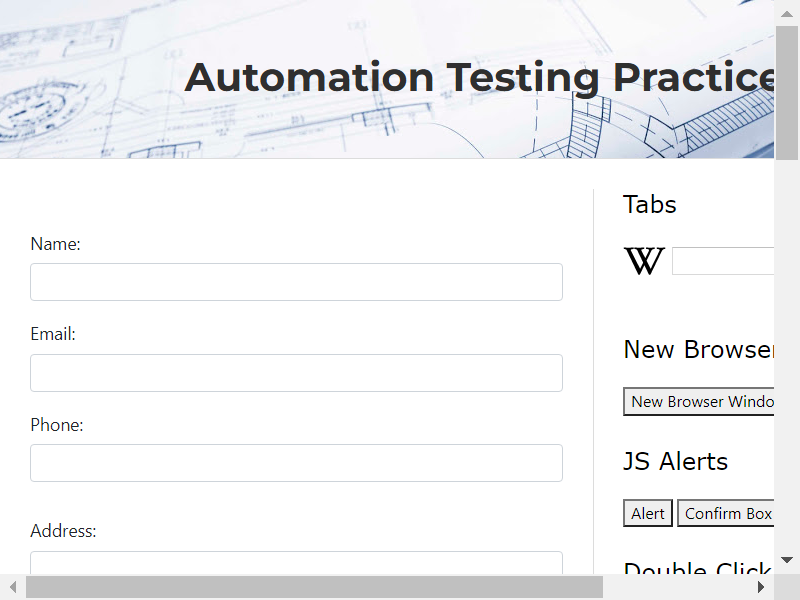 Automation Testing Practice
Name:
Email:
Phone:
Address:
Tabs
W
New Browser
New Browser Windo
JS Alerts
Alert
Confirm Box
Double Click